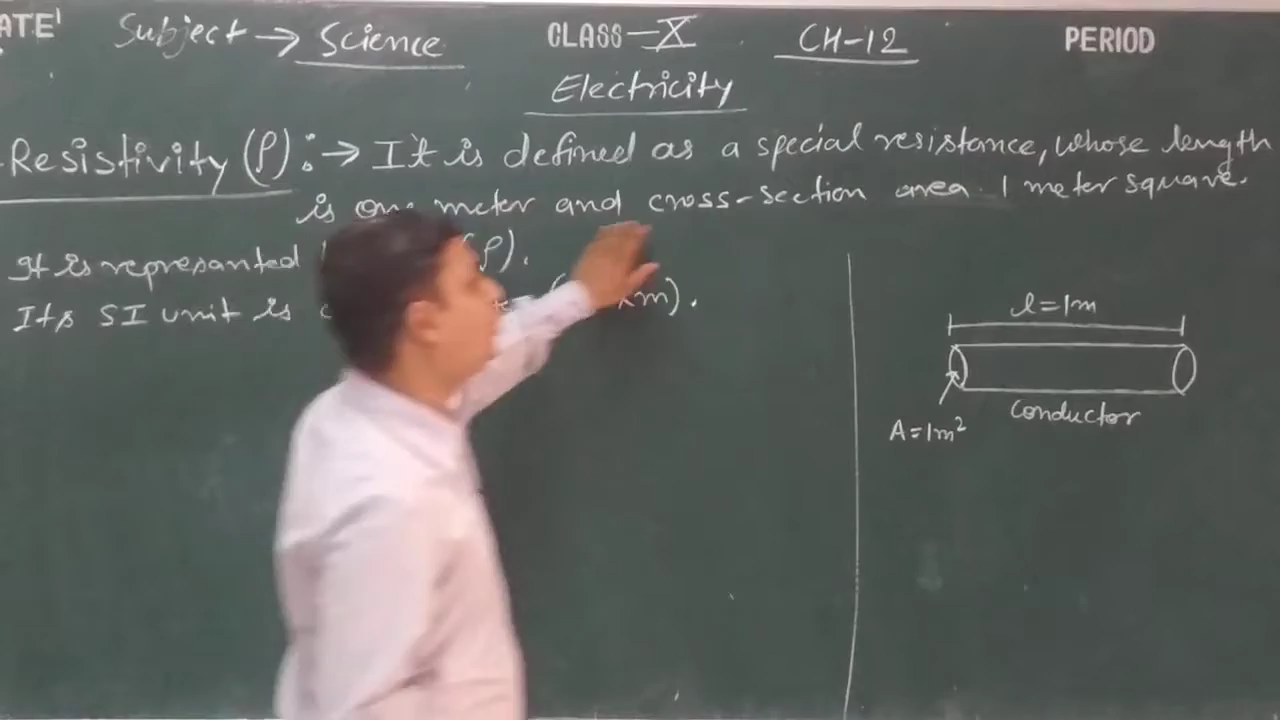 ATE'
Subject → Science
CLASS - X
CH-12
PERIOD
Electricity
Resistivity (ρ) :→ It is defined as a special resistance, whose length
is one meter and cross-section area 1 meter square.
It is represanted (ρ).
Its SI unit is m).
l=1m
A=1m²
Conductor